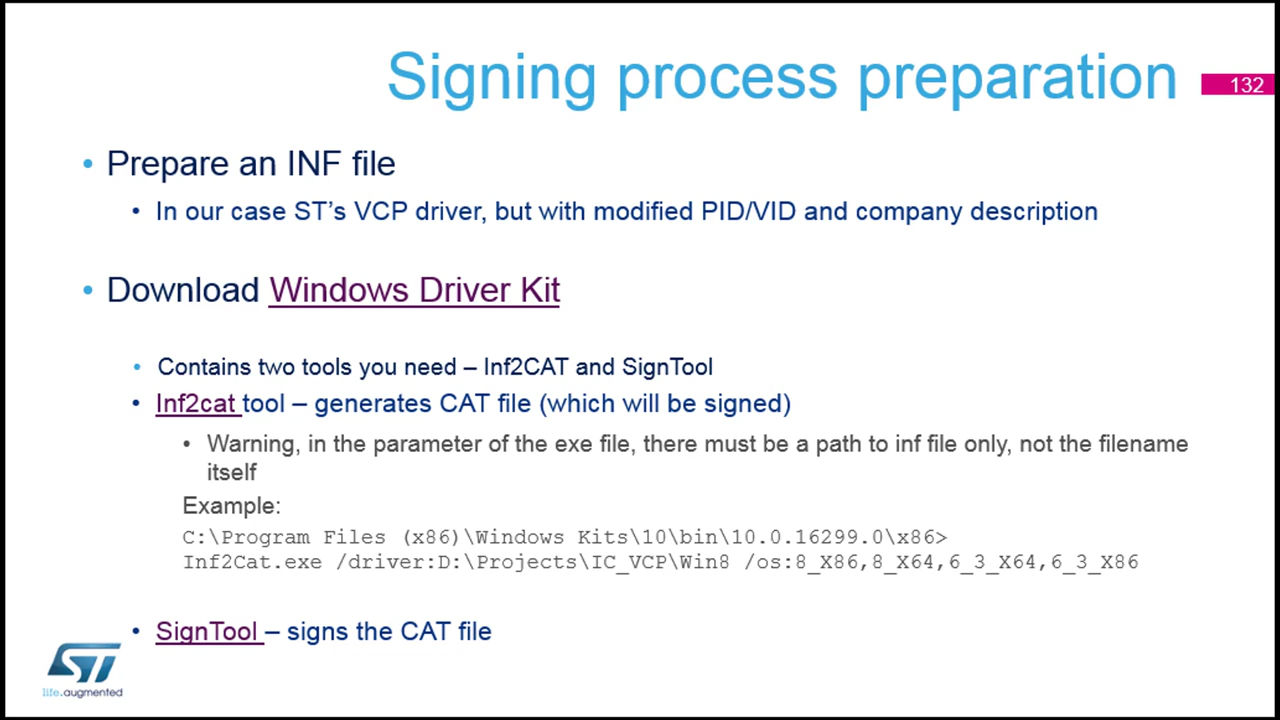 Signing process preparation
132
• Prepare an INF file
• In our case ST's VCP driver, but with modified PID/VID and company description
• Download Windows Driver Kit
• Contains two tools you need – Inf2CAT and SignTool
• Inf2cat tool – generates CAT file (which will be signed)
• Warning, in the parameter of the exe file, there must be a path to inf file only, not the filename
itself
Example:
C:\Program Files (x86)\Windows Kits\10\bin\10.0.16299.0\x86>
Inf2Cat.exe /driver:D:\Projects\IC_VCP\Win8 /os:8_X86,8_X64,6_3_X64,6_3_X86
• SignTool – signs the CAT file
ST
life.augmented